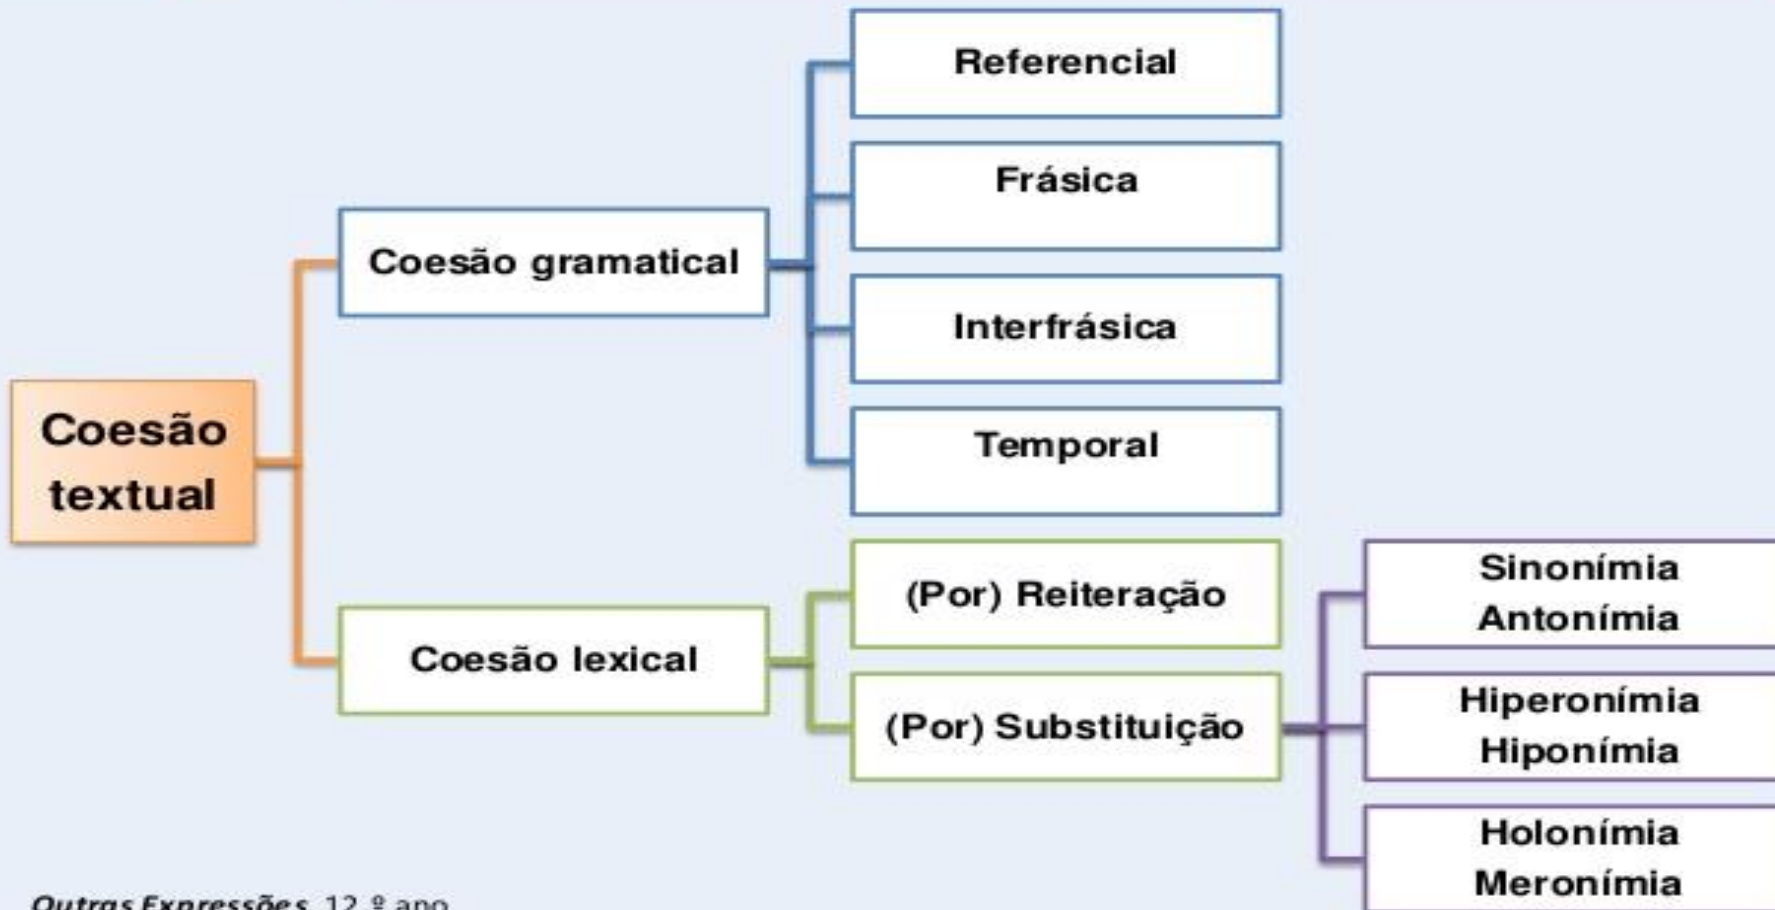 Referencial
Frásica
Coesão gramatical
Interfrásica
Temporal
Coesão
textual
(Por) Reiteração
Coesão lexical
(Por) Substituição
Sinonímia
Antonímia
Hiperonímia
Hiponímia
Holonímia
Meronímia
Outras Expressões, 12.º ano